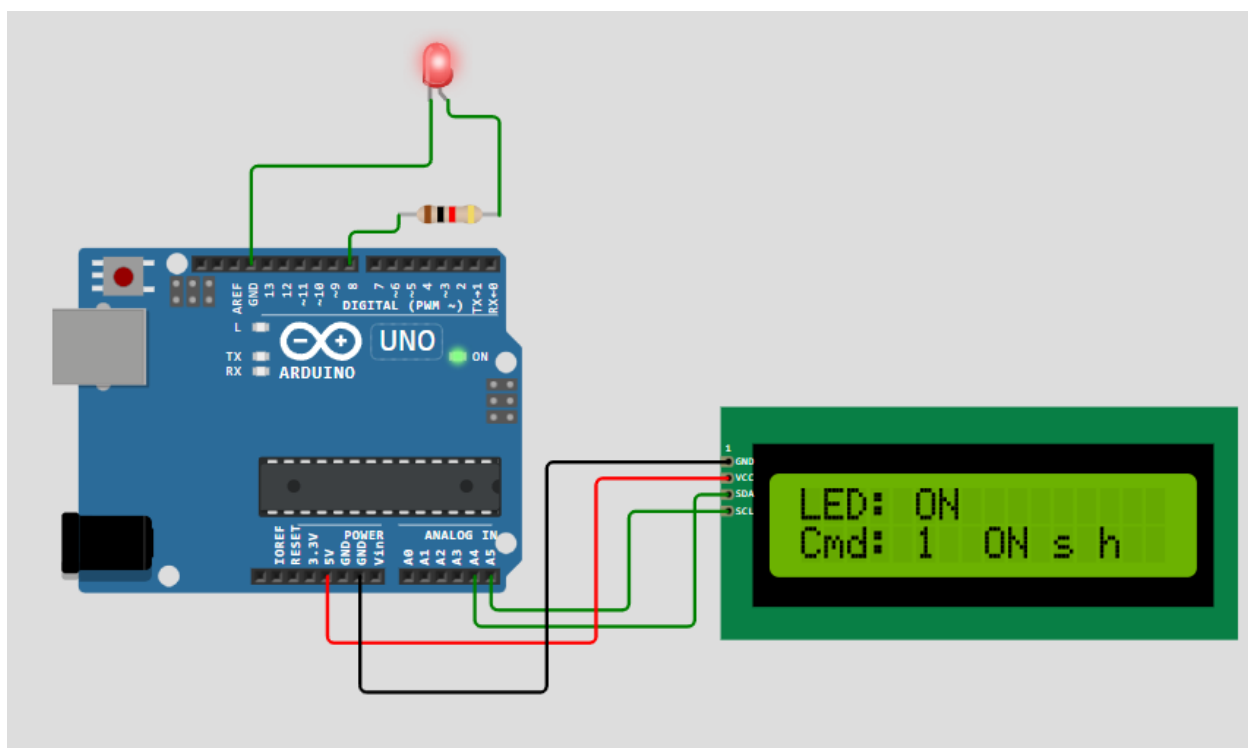 AREF
GND
13
12
~11
~10
~9
8
7
~6
~5
4
~3
2
TX→1
RX←0
DIGITAL (PWM ~)
L
TX
RX
UNO
ON
ARDUINO
IOREF
RESET
3.3V
5V
GND
GND
Vin
POWER
ANALOG IN
A0
A1
A2
A3
A4
A5
1
GND
VCC
SDA
SCL
LED: ON
Cmd: 1 ON s h